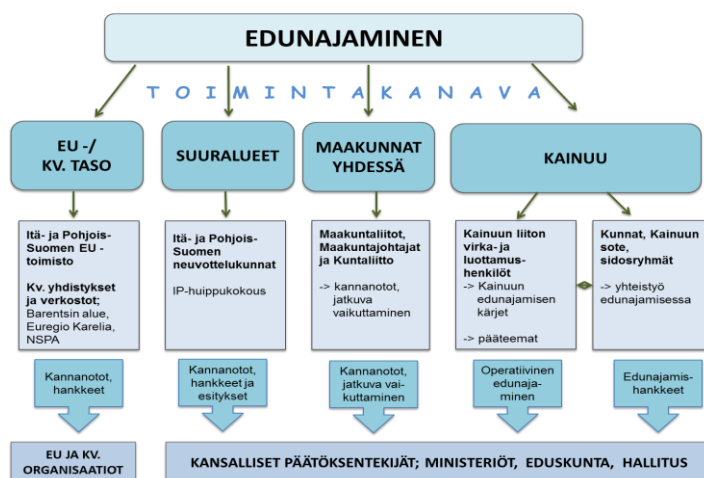 EDUNAJAMINEN
TOIMINTAKANAVA
EU -/
KV. TASO
SUURALUEET
MAAKUNNAT
YHDESSÄ
KAINUU
Itä- ja Pohjois-
Suomen EU -
toimisto
Kv. yhdistykset
ja verkostot;
Barentsin alue,
Euregio Karelia,
NSPA
Itä- ja Pohjois-
Suomen
neuvottelukunnat
IP-huippukokous
Maakuntaliitot,
Maakuntajohtajat
ja Kuntaliitto
-> kannanotot,
jatkuva
vaikuttaminen
Kainuun liiton
virka- ja
luottamus-
henkilöt
-> Kainuun
edunajamisen
kärjet
-> pääteemat
Kunnat, Kainuun
sote,
sidosryhmät
-> yhteistyö
edunajamisessa
Kannanotot,
hankkeet
Kannanotot,
hankkeet ja
esitykset
Kannanotot,
jatkuva vai-
kuttaminen
Operatiivinen
edunaja-
minen
Edunajamis-
hankkeet
EU JA KV.
ORGANISAATIOT
KANSALLISET PÄÄTÖKSENTEKIJÄT; MINISTERIÖT, EDUSKUNTA, HALLITUS